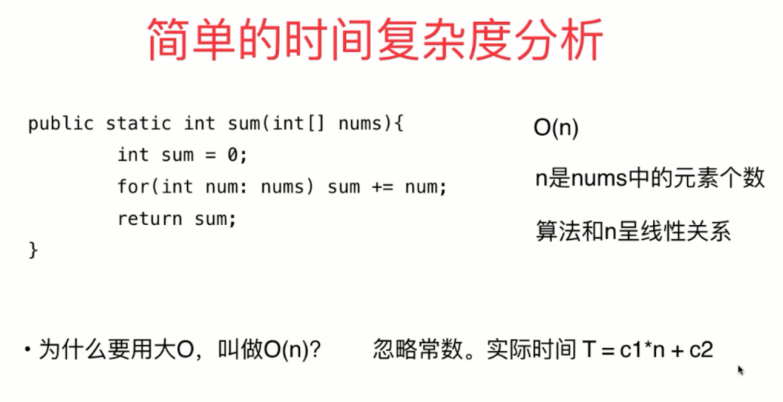 简单的时间复杂度分析
public static int sum(int[] nums){
int sum = 0;
for(int num: nums) sum += num;
return sum;
}
O(n)
n是nums中的元素个数
算法和n呈线性关系
• 为什么要用大O，叫做O(n)? 忽略常数。实际时间 T = c1*n + c2